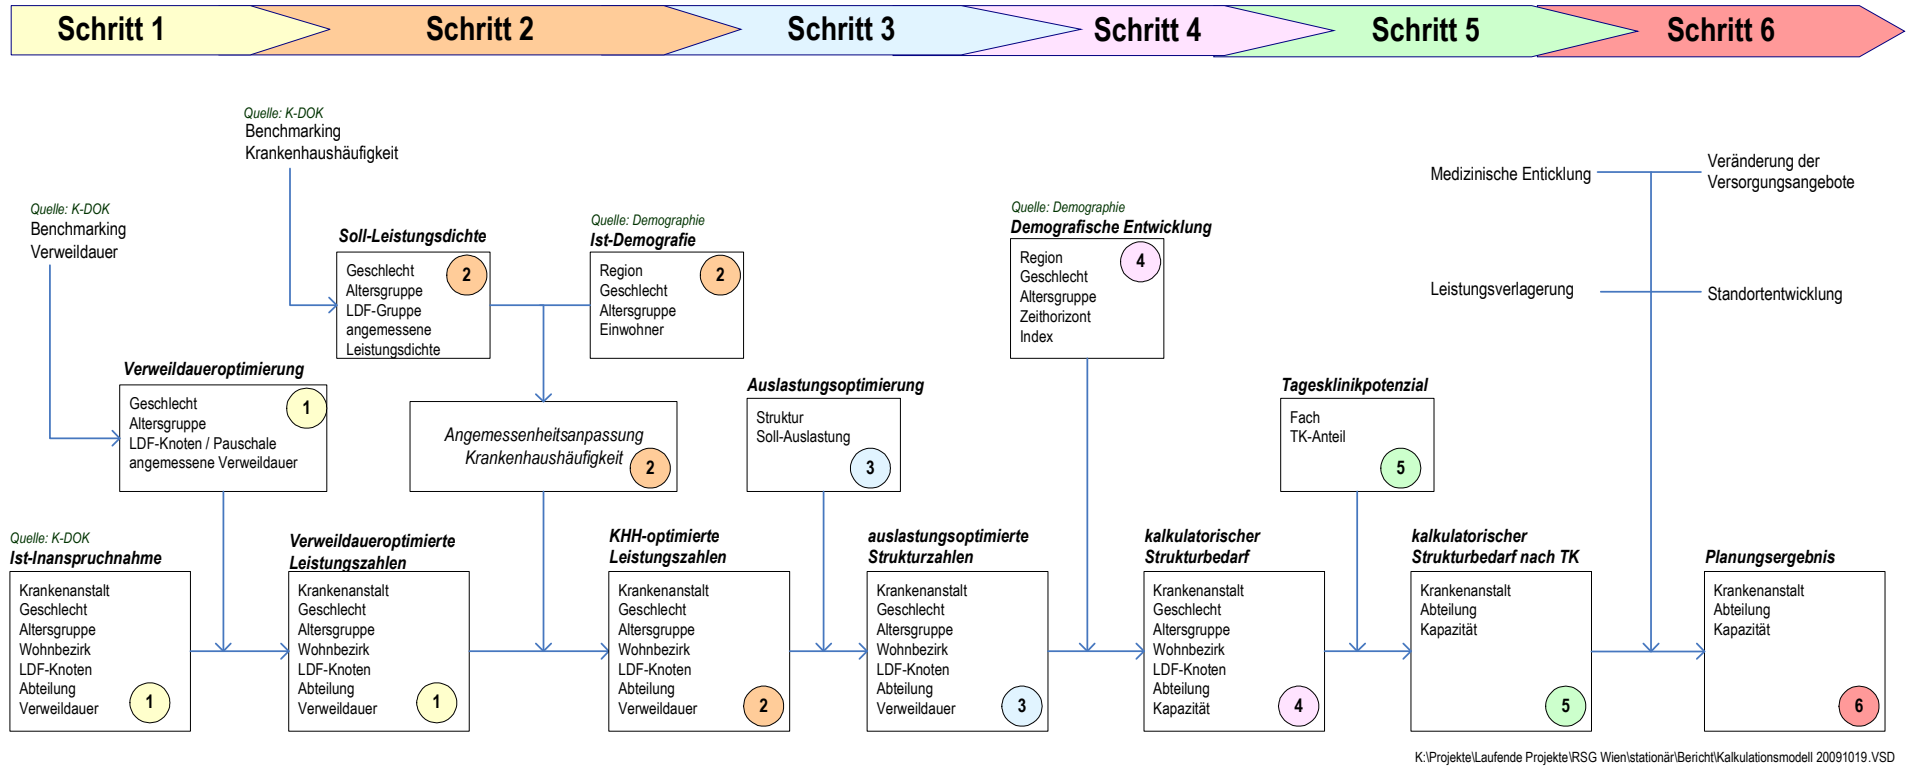 Schritt 1
Schritt 2
Schritt 3
Schritt 4
Schritt 5
Schritt 6
Quelle: K-DOK
Benchmarking
Krankenhaushäufigkeit
Medizinische Enticklung
Veränderung der
Versorgungsangebote
Leistungsverlagerung
Standortentwicklung
Quelle: K-DOK
Benchmarking
Verweildauer
Soll-Leistungsdichte
Geschlecht
Altersgruppe
LDF-Gruppe
angemessene
Leistungsdichte
2
Quelle: Demographie
Ist-Demografie
Region
Geschlecht
Altersgruppe
Einwohner
2
Quelle: Demographie
Demografische Entwicklung
Region
Geschlecht
Altersgruppe
Zeithorizont
Index
4
Verweildaueroptimierung
Geschlecht
Altersgruppe
LDF-Knoten / Pauschale
angemessene Verweildauer
1
Angemessenheitsanpassung
Krankenhaushäufigkeit
2
Auslastungsoptimierung
Struktur
Soll-Auslastung
3
Tagesklinikpotenzial
Fach
TK-Anteil
5
Quelle: K-DOK
Ist-Inanspruchnahme
Krankenanstalt
Geschlecht
Altersgruppe
Wohnbezirk
LDF-Knoten
Abteilung
Verweildauer
1
Verweildaueroptimierte
Leistungszahlen
Krankenanstalt
Geschlecht
Altersgruppe
Wohnbezirk
LDF-Knoten
Abteilung
Verweildauer
1
KHH-optimierte
Leistungszahlen
Krankenanstalt
Geschlecht
Altersgruppe
Wohnbezirk
LDF-Knoten
Abteilung
Verweildauer
2
auslastungsoptimierte
Strukturzahlen
Krankenanstalt
Geschlecht
Altersgruppe
Wohnbezirk
LDF-Knoten
Abteilung
Verweildauer
3
kalkulatorischer
Strukturbedarf
Krankenanstalt
Geschlecht
Altersgruppe
Wohnbezirk
LDF-Knoten
Abteilung
Kapazität
4
kalkulatorischer
Strukturbedarf nach TK
Krankenanstalt
Abteilung
Kapazität
5
Planungsergebnis
Krankenanstalt
Abteilung
Kapazität
6
K:\Projekte\Laufende Projekte\RSG Wien\stationär\Bericht\Kalkulationsmodell 20091019.VSD